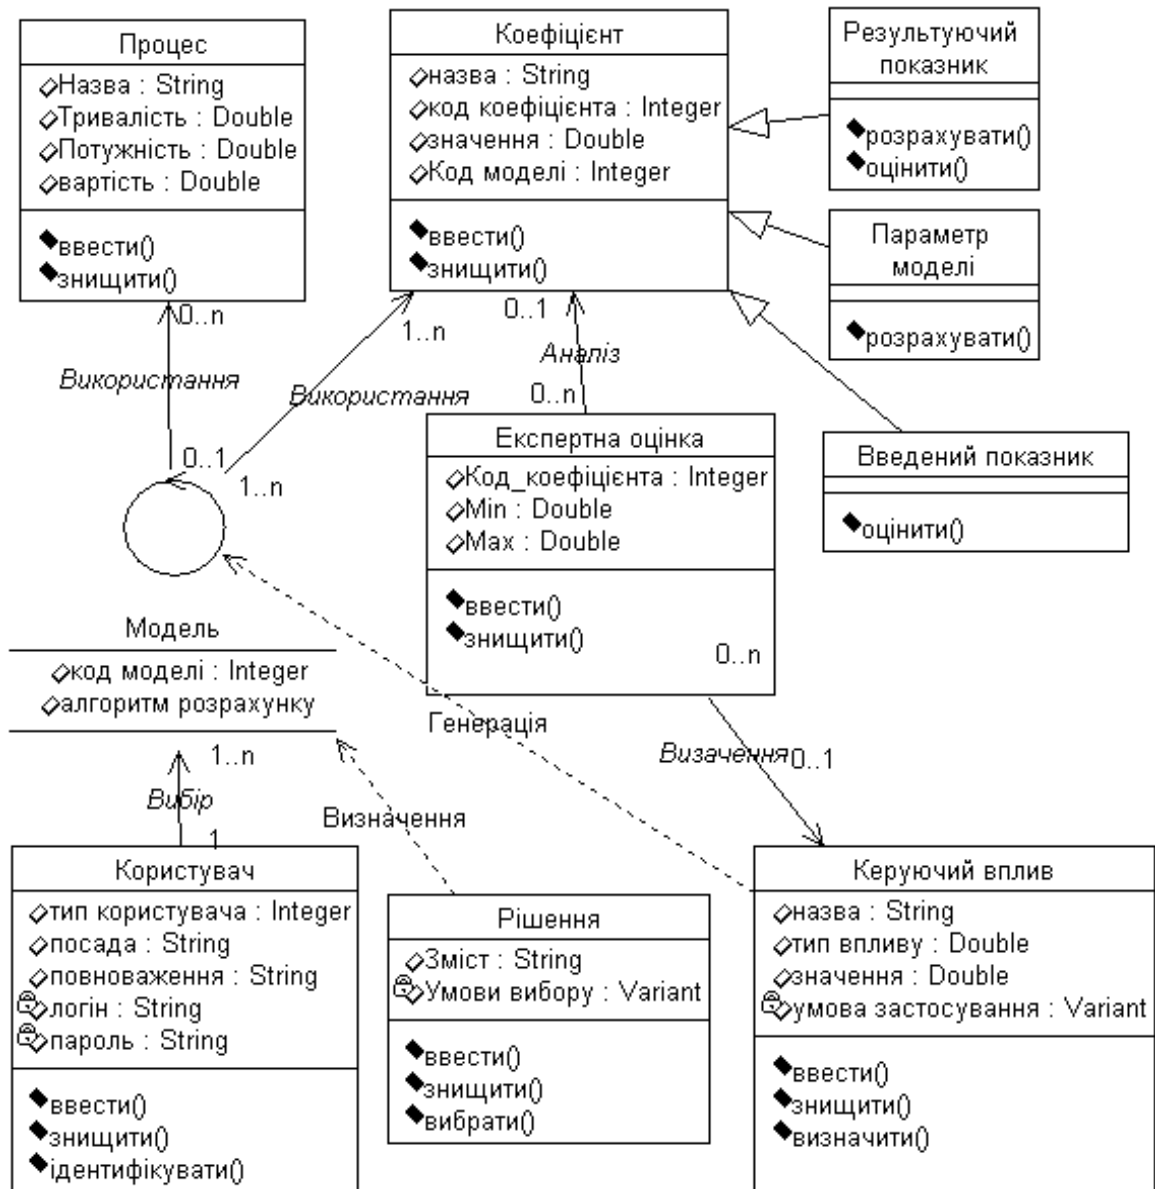 Процес
Назва : String
Тривалість : Double
Потужність : Double
вартість : Double
ввести()
знищити()
Коефіцієнт
назва : String
код коефіцієнта : Integer
значення : Double
Код моделі : Integer
ввести()
знищити()
Результуючий
показник
розрахувати()
оцінити()
Параметр
моделі
розрахувати()
0..n
Використання
0..1
1..n
Використання
1..n
0..1
Аналіз
0..n
Експертна оцінка
Код_коефіцієнта : Integer
Min : Double
Max : Double
ввести()
знищити()
0..n
Введений показник
оцінити()
Модель
код моделі : Integer
алгоритм розрахунку
Генерація
Визачення
0..1
1..n
Вибір
1
Визначення
Користувач
тип користувача : Integer
посада : String
повноваження : String
логін : String
пароль : String
ввести()
знищити()
ідентифікувати()
Рішення
Зміст : String
Умови вибору : Variant
ввести()
знищити()
вибрати()
Керуючий вплив
назва : String
тип впливу : Double
значення : Double
умова застосування : Variant
ввести()
знищити()
визначити()